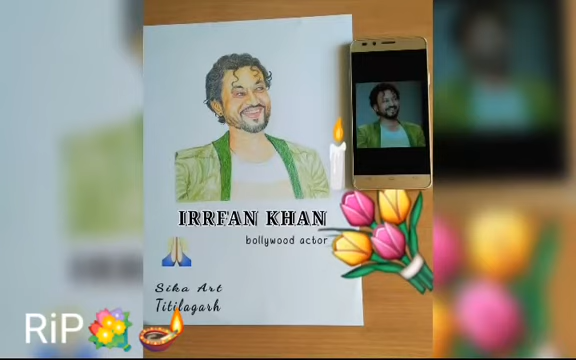 IRRFAN KHAN
bollywood actor
Sika Art
Titilagarh
RiP